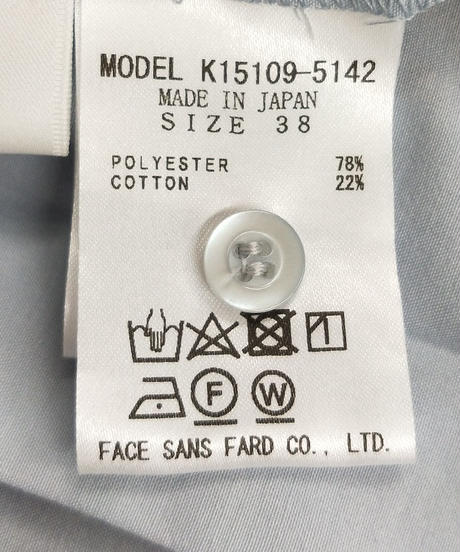 MODEL K15109-5142
MADE IN JAPAN
SIZE 38
POLYESTER 78%
COTTON 22%
F W
FACE SANS FARD CO., LTD.